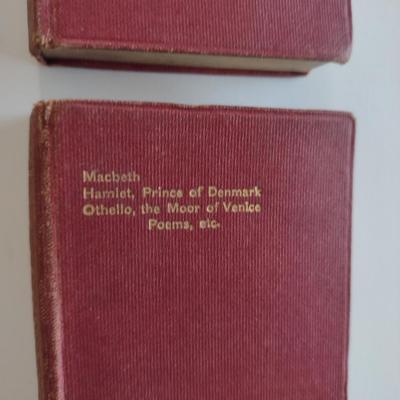 Macbeth
Hamlet, Prince of Denmark
Othello, the Moor of Venice
Poems, etc.